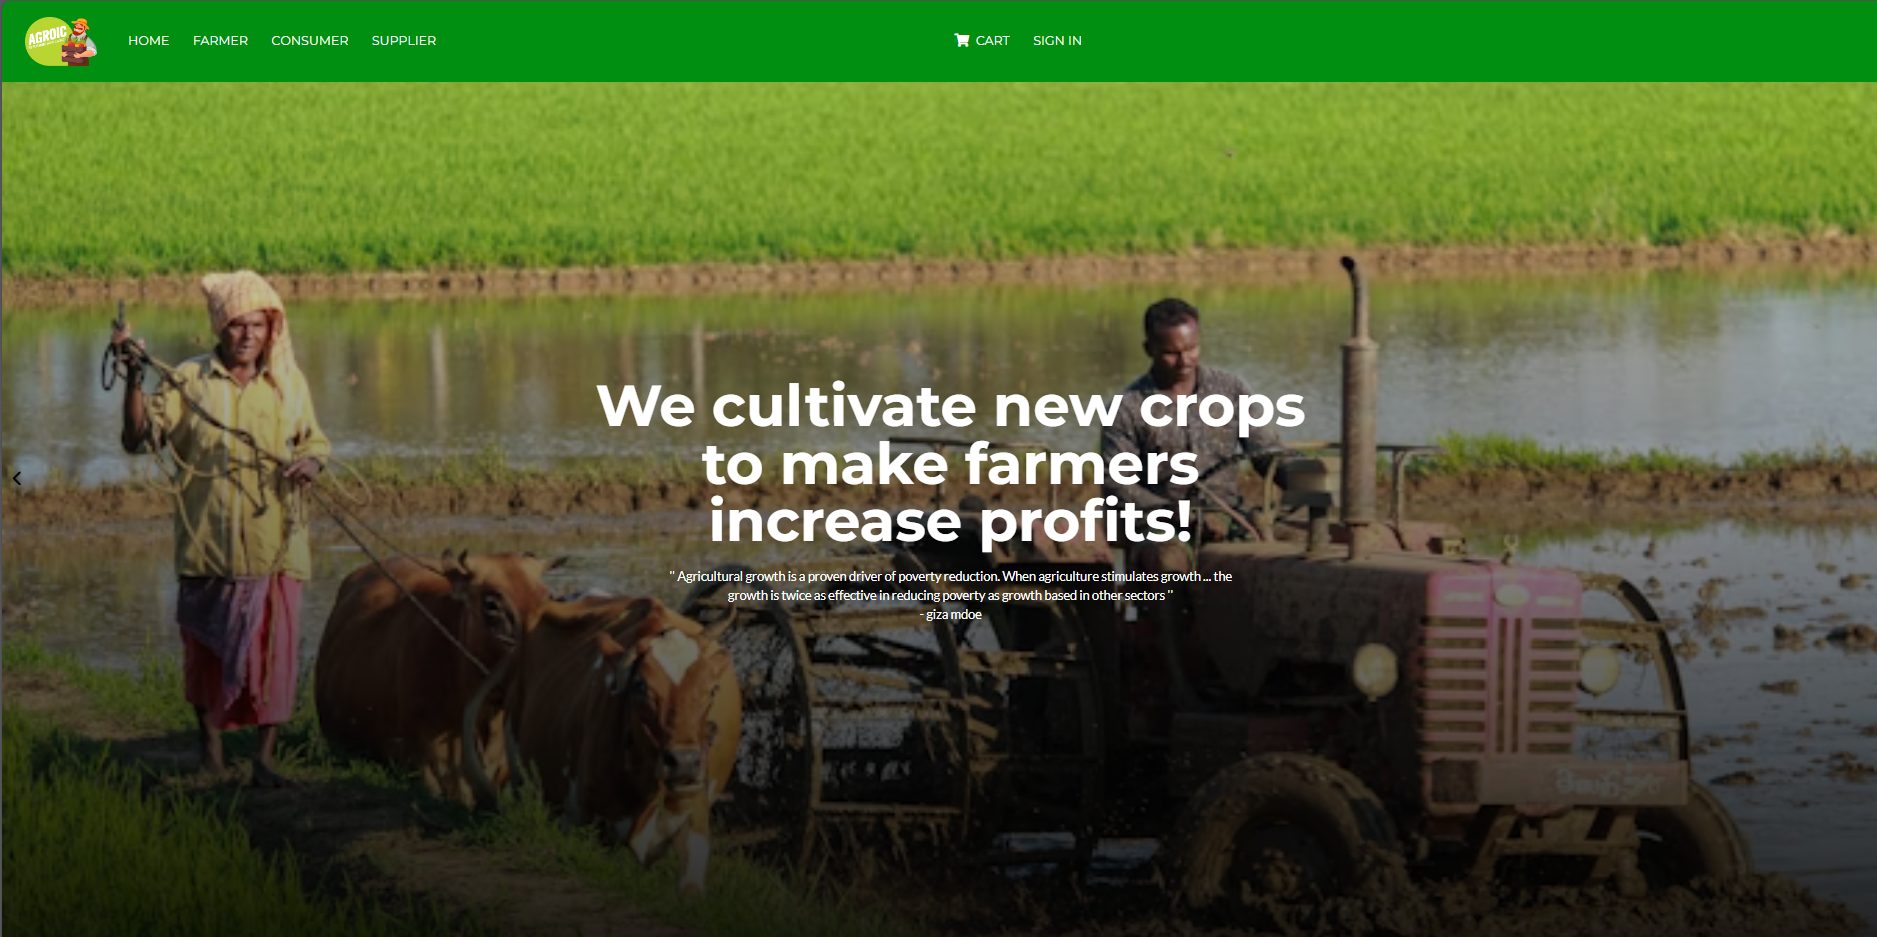 AGROIC
HOME FARMER CONSUMER SUPPLIER CART SIGN IN
We cultivate new crops
to make farmers
increase profits!
" Agricultural growth is a proven driver of poverty reduction. When agriculture stimulates growth ... the
growth is twice as effective in reducing poverty as growth based in other sectors "
- giza mdoe